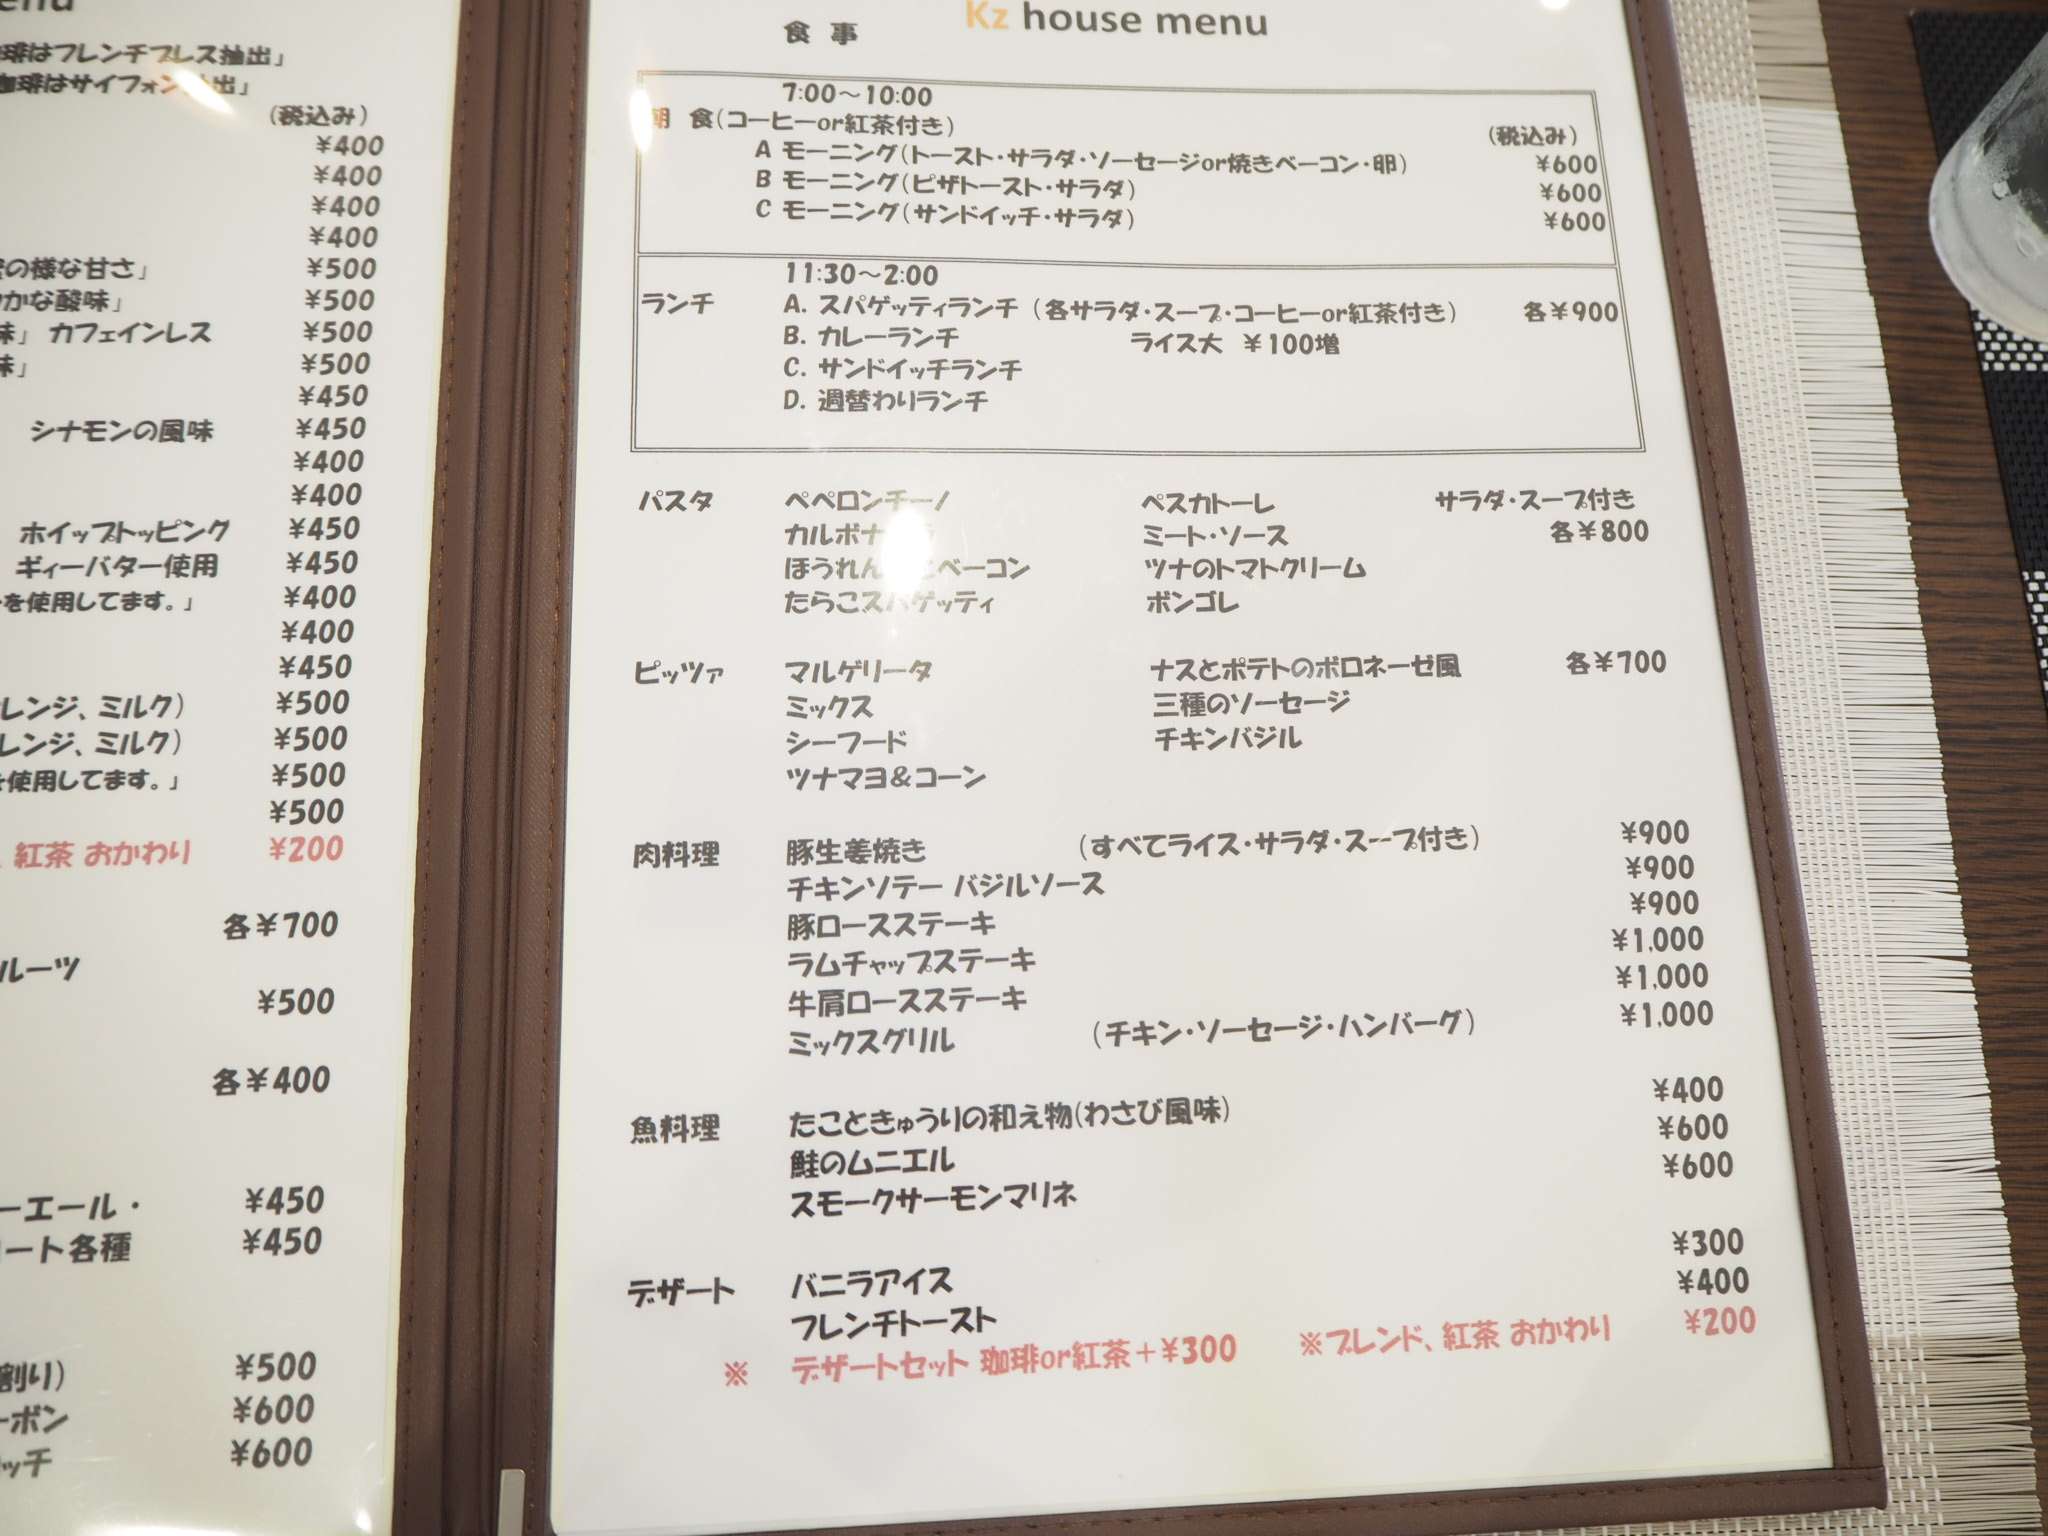 珈琲はフレンチプレス抽出」
珈琲はサイフォン抽出」
(税込み)
¥400
¥400
¥400
¥400
の様な甘さ」 ¥500
かな酸味」 ¥500
味」 カフェインレス ¥500
味」 ¥500
¥450
シナモンの風味 ¥450
¥400
¥400
ホイップトッピング ¥450
ギィーバター使用 ¥450
を使用してます。」 ¥400
¥400
¥450
レンジ、ミルク) ¥500
レンジ、ミルク) ¥500
を使用してます。」 ¥500
¥500
、紅茶 おかわり ¥200
各¥700
ルーツ
¥500
各¥400
ーエール・ ¥450
ート各種 ¥450
割り) ¥500
ーボン ¥600
ッチ ¥600
Kz house menu
食 事
7:00～10:00
朝 食(コーヒーor紅茶付き) (税込み)
A モーニング(トースト・サラダ・ソーセージor焼きベーコン・卵) ¥600
B モーニング(ピザトースト・サラダ) ¥600
C モーニング(サンドイッチ・サラダ) ¥600
11:30～2:00
ランチ A. スパゲッティランチ (各サラダ・スープ・コーヒーor紅茶付き) 各¥900
B. カレーランチ ライス大 ¥100増
C. サンドイッチランチ
D. 週替わりランチ
パスタ ペペロンチーノ ペスカトーレ サラダ・スープ付き
カルボナーラ ミート・ソース 各¥800
ほうれん とベーコン ツナのトマトクリーム
たらこスパゲッティ ボンゴレ
ピッツァ マルゲリータ ナスとポテトのボロネーゼ風 各¥700
ミックス 三種のソーセージ
シーフード チキンバジル
ツナマヨ&コーン
肉料理 豚生姜焼き (すべてライス・サラダ・スープ付き) ¥900
チキンソテー バジルソース ¥900
豚ロースステーキ ¥900
ラムチャップステーキ ¥1,000
牛肩ロースステーキ ¥1,000
ミックスグリル (チキン・ソーセージ・ハンバーグ) ¥1,000
魚料理 たこときゅうりの和え物(わさび風味) ¥400
鮭のムニエル ¥600
スモークサーモンマリネ ¥600
デザート バニラアイス ¥300
フレンチトースト ¥400
※ デザートセット 珈琲or紅茶+¥300 ※ブレンド、紅茶 おかわり ¥200